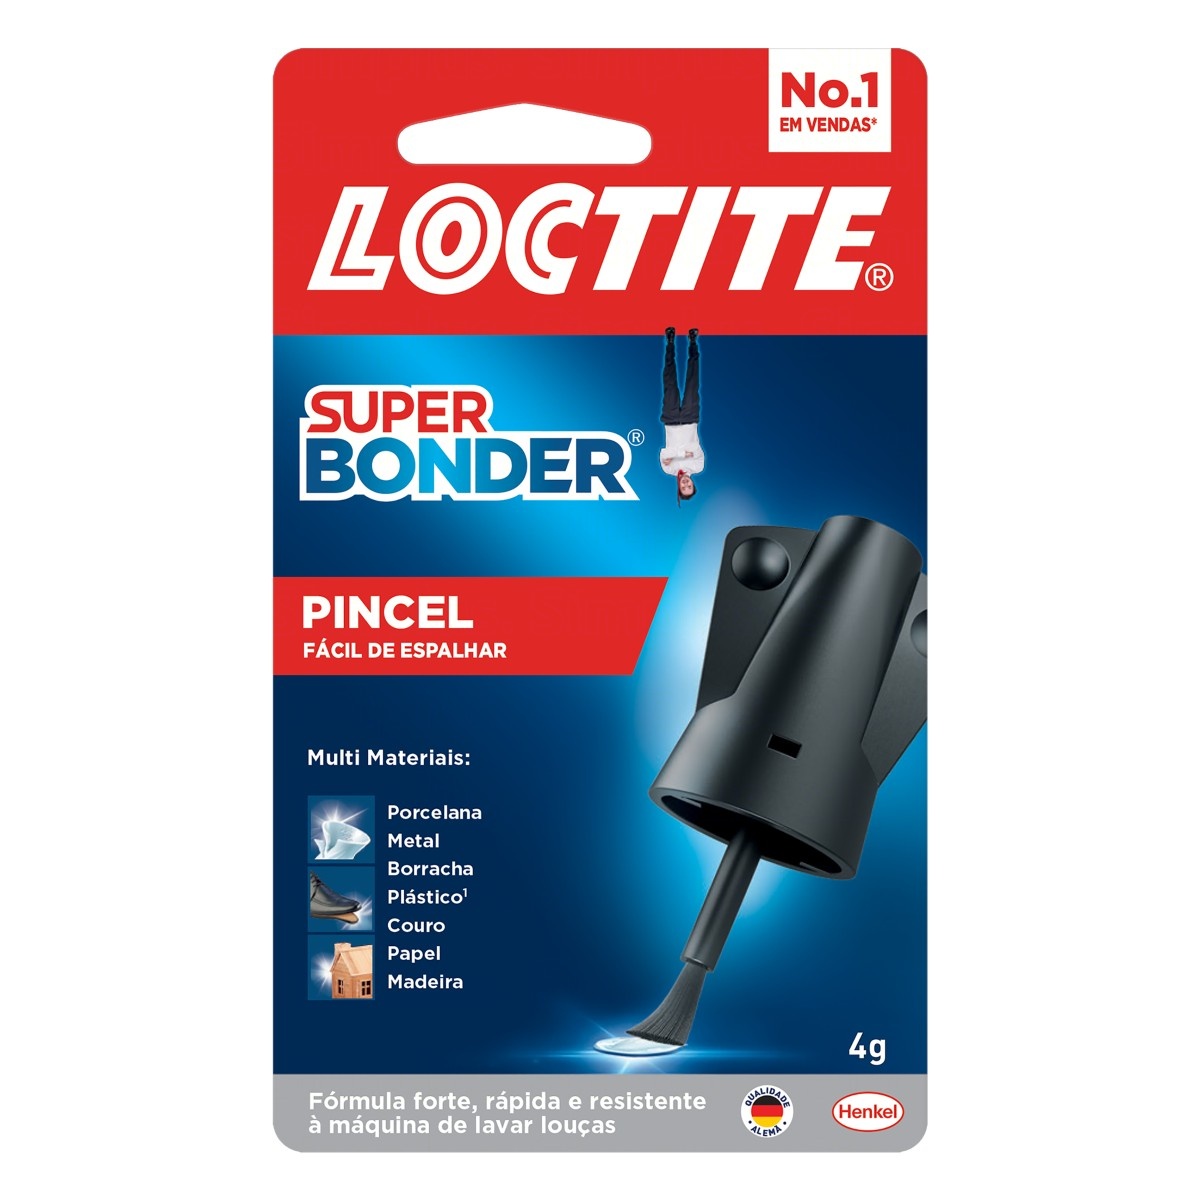 No.1
EM VENDAS*
LOCTITE®
SUPER
BONDER®
PINCEL
FÁCIL DE ESPALHAR
Multi Materiais:
Porcelana
Metal
Borracha
Plástico¹
Couro
Papel
Madeira
4g
Fórmula forte, rápida e resistente
à máquina de lavar louças
QUALIDADE
ALEMÃ
Henkel